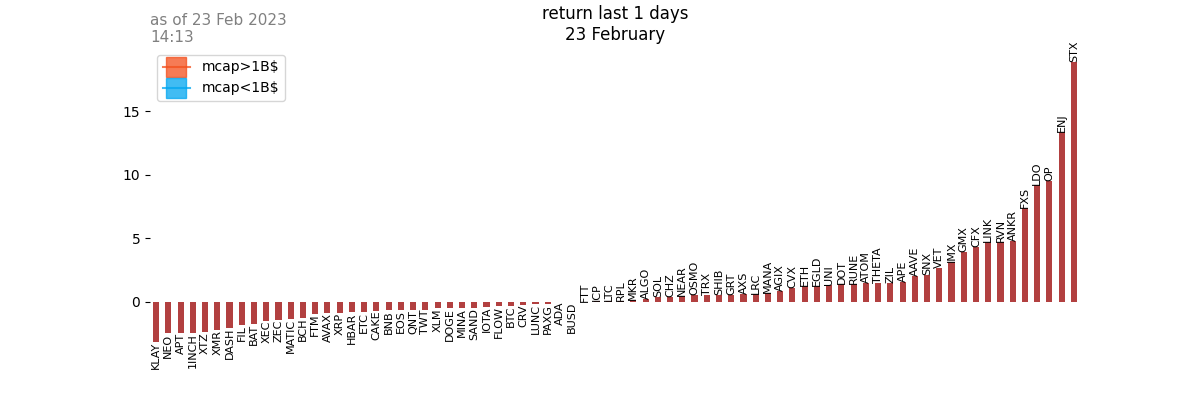 as of 23 Feb 2023
14:13
return last 1 days
23 February
mcap>1B$
mcap<1B$
15
10
5
0
KLAY
NEO
APT
1INCH
XTZ
XMR
DASH
FIL
BAT
XEC
ZEC
MATIC
BCH
FTM
AVAX
XRP
HBAR
ETC
CAKE
BNB
EOS
QNT
TWT
XLM
DOGE
MINA
SAND
IOTA
FLOW
BTC
CRV
LUNC
PAXG
ADA
BUSD
FTT
ICP
LTC
RPL
MKR
ALGO
SOL
CHZ
NEAR
OSMO
TRX
SHIB
GRT
AXS
LRC
MANA
AGIX
CVX
ETH
EGLD
UNI
DOT
RUNE
ATOM
THETA
ZIL
APE
AAVE
SNX
VET
IMX
GMX
CFX
LINK
RVN
ANKR
FXS
LDO
OP
ENJ
STX